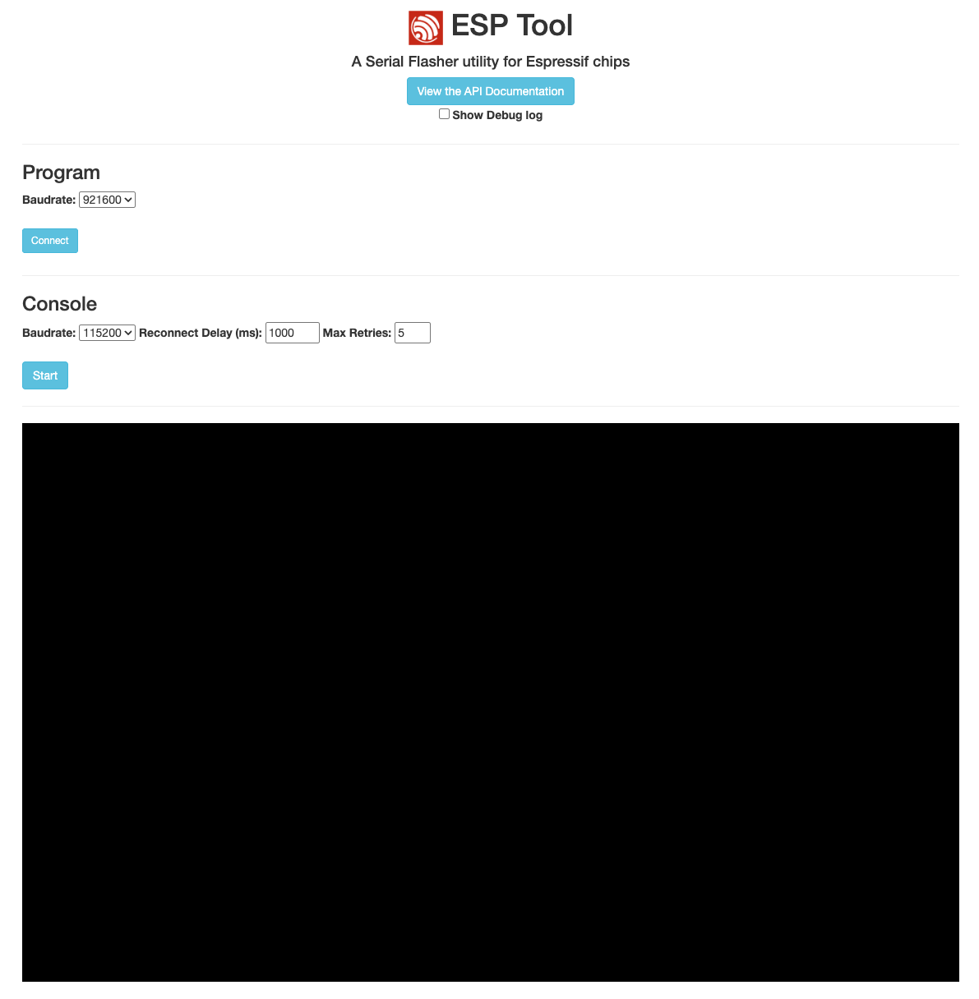 ESP Tool
A Serial Flasher utility for Espressif chips
View the API Documentation
Show Debug log
Program
Baudrate: 921600
Connect
Console
Baudrate: 115200 Reconnect Delay (ms): 1000 Max Retries: 5
Start